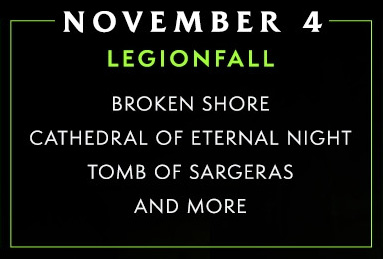 NOVEMBER 4
LEGIONFALL
BROKEN SHORE
CATHEDRAL OF ETERNAL NIGHT
TOMB OF SARGERAS
AND MORE